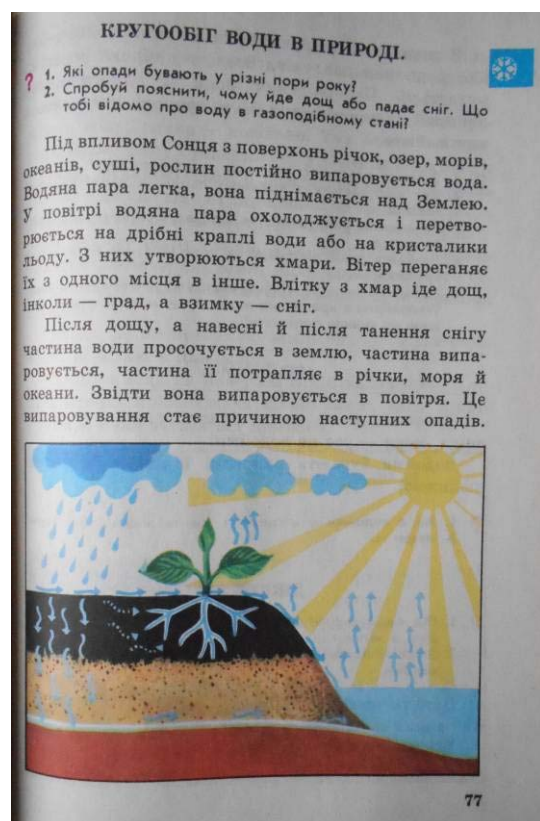 КРУГООБІГ ВОДИ В ПРИРОДІ.
? 1. Які опади бувають у різні пори року?
2. Спробуй пояснити, чому йде дощ або падає сніг. Що
тобі відомо про воду в газоподібному стані?
Під впливом Сонця з поверхонь річок, озер, морів,
океанів, суші, рослин постійно випаровується вода.
Водяна пара легка, вона піднімається над Землею.
У повітрі водяна пара охолоджується і перетво-
рюється на дрібні краплі води або на кристалики
льоду. З них утворюються хмари. Вітер переганяє
їх з одного місця в інше. Влітку з хмар іде дощ,
інколи — град, а взимку — сніг.
Після дощу, а навесні й після танення снігу
частина води просочується в землю, частина випа-
ровується, частина її потрапляє в річки, моря й
океани. Звідти вона випаровується в повітря. Це
випаровування стає причиною наступних опадів.
77